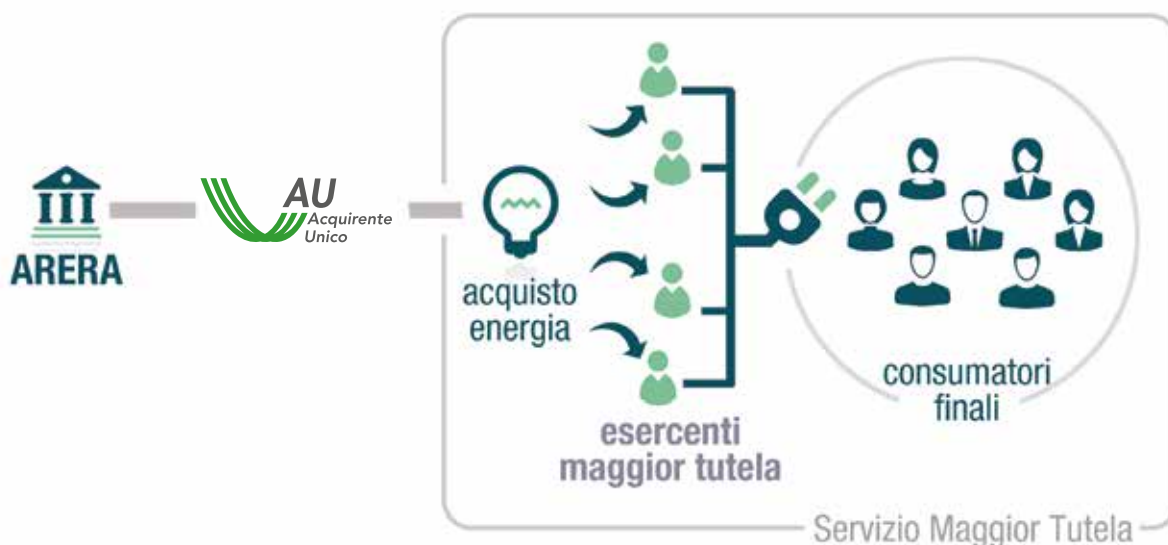 ARERA
AU
Acquirente
Unico
acquisto
energia
esercenti
maggior tutela
consumatori
finali
Servizio Maggior Tutela